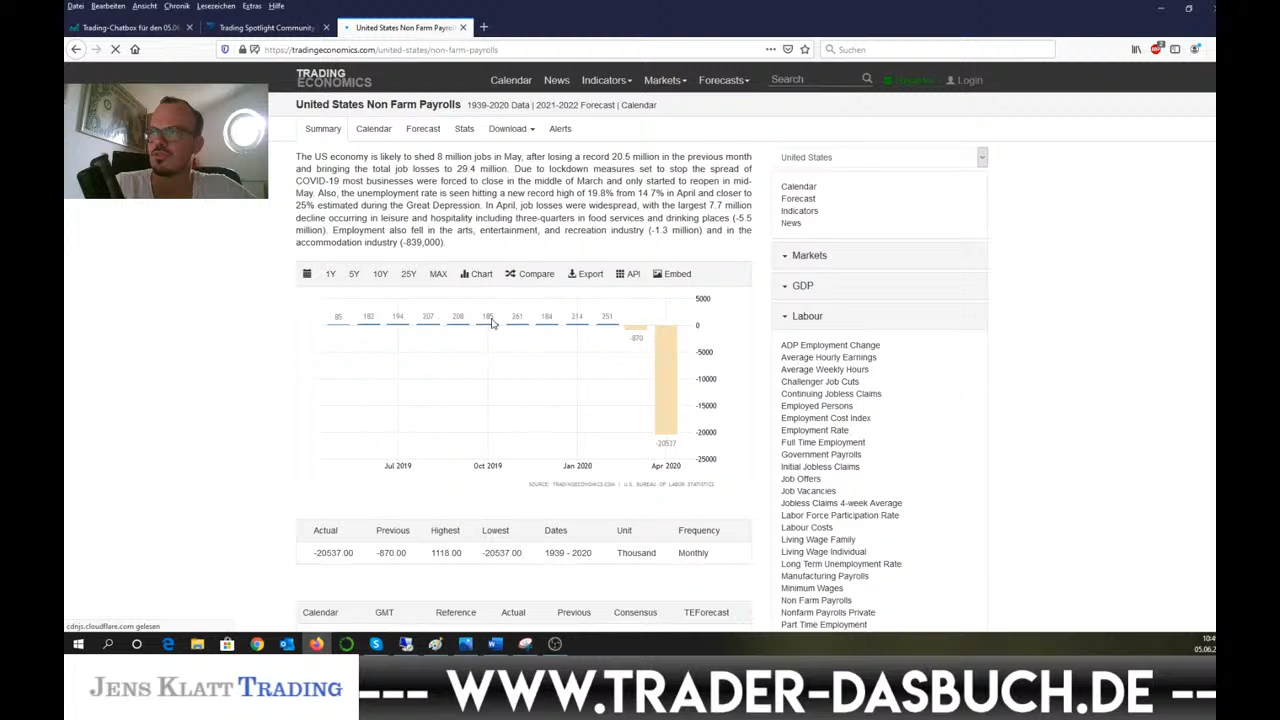 Datei Bearbeiten Ansicht Chronik Lesezeichen Extras Hilfe
Trading-Chatbox für den 05.06 Trading Spotlight Community United States Non Farm Payroll
https://tradingeconomics.com/united-states/non-farm-payrolls Suchen
TRADING
ECONOMICS
Calendar News Indicators Markets Forecasts Search Login
United States Non Farm Payrolls 1939-2020 Data | 2021-2022 Forecast | Calendar
Summary Calendar Forecast Stats Download Alerts
The US economy is likely to shed 8 million jobs in May, after losing a record 20.5 million in the previous month
and bringing the total job losses to 29.4 million. Due to lockdown measures set to stop the spread of
COVID-19 most businesses were forced to close in the middle of March and only started to reopen in mid-
May. Also, the unemployment rate is seen hitting a new record high of 19.8% from 14.7% in April and closer to
25% estimated during the Great Depression. In April, job losses were widespread, with the largest 7.7 million
decline occurring in leisure and hospitality including three-quarters in food services and drinking places (-5.5
million). Employment also fell in the arts, entertainment, and recreation industry (-1.3 million) and in the
accommodation industry (-839,000).
1Y 5Y 10Y 25Y MAX Chart Compare Export API Embed
5000
85 182 194 207 208 185 261 184 214 251
0
-870
-5000
-10000
-15000
-20000
-20537
-25000
Jul 2019 Oct 2019 Jan 2020 Apr 2020
SOURCE: TRADINGECONOMICS.COM | U.S. BUREAU OF LABOR STATISTICS
Actual Previous Highest Lowest Dates Unit Frequency
-20537.00 -870.00 1118.00 -20537.00 1939 - 2020 Thousand Monthly
Calendar GMT Reference Actual Previous Consensus TEForecast
United States
Calendar
Forecast
Indicators
News
Markets
GDP
Labour
ADP Employment Change
Average Hourly Earnings
Average Weekly Hours
Challenger Job Cuts
Continuing Jobless Claims
Employed Persons
Employment Cost Index
Employment Rate
Full Time Employment
Government Payrolls
Initial Jobless Claims
Job Offers
Job Vacancies
Jobless Claims 4-week Average
Labor Force Participation Rate
Labour Costs
Living Wage Family
Living Wage Individual
Long Term Unemployment Rate
Manufacturing Payrolls
Minimum Wages
Non Farm Payrolls
Nonfarm Payrolls Private
Part Time Employment
cdnjs.cloudflare.com gelesen
JENS KLATT TRADING
--- WWW.TRADER-DASBUCH.DE --